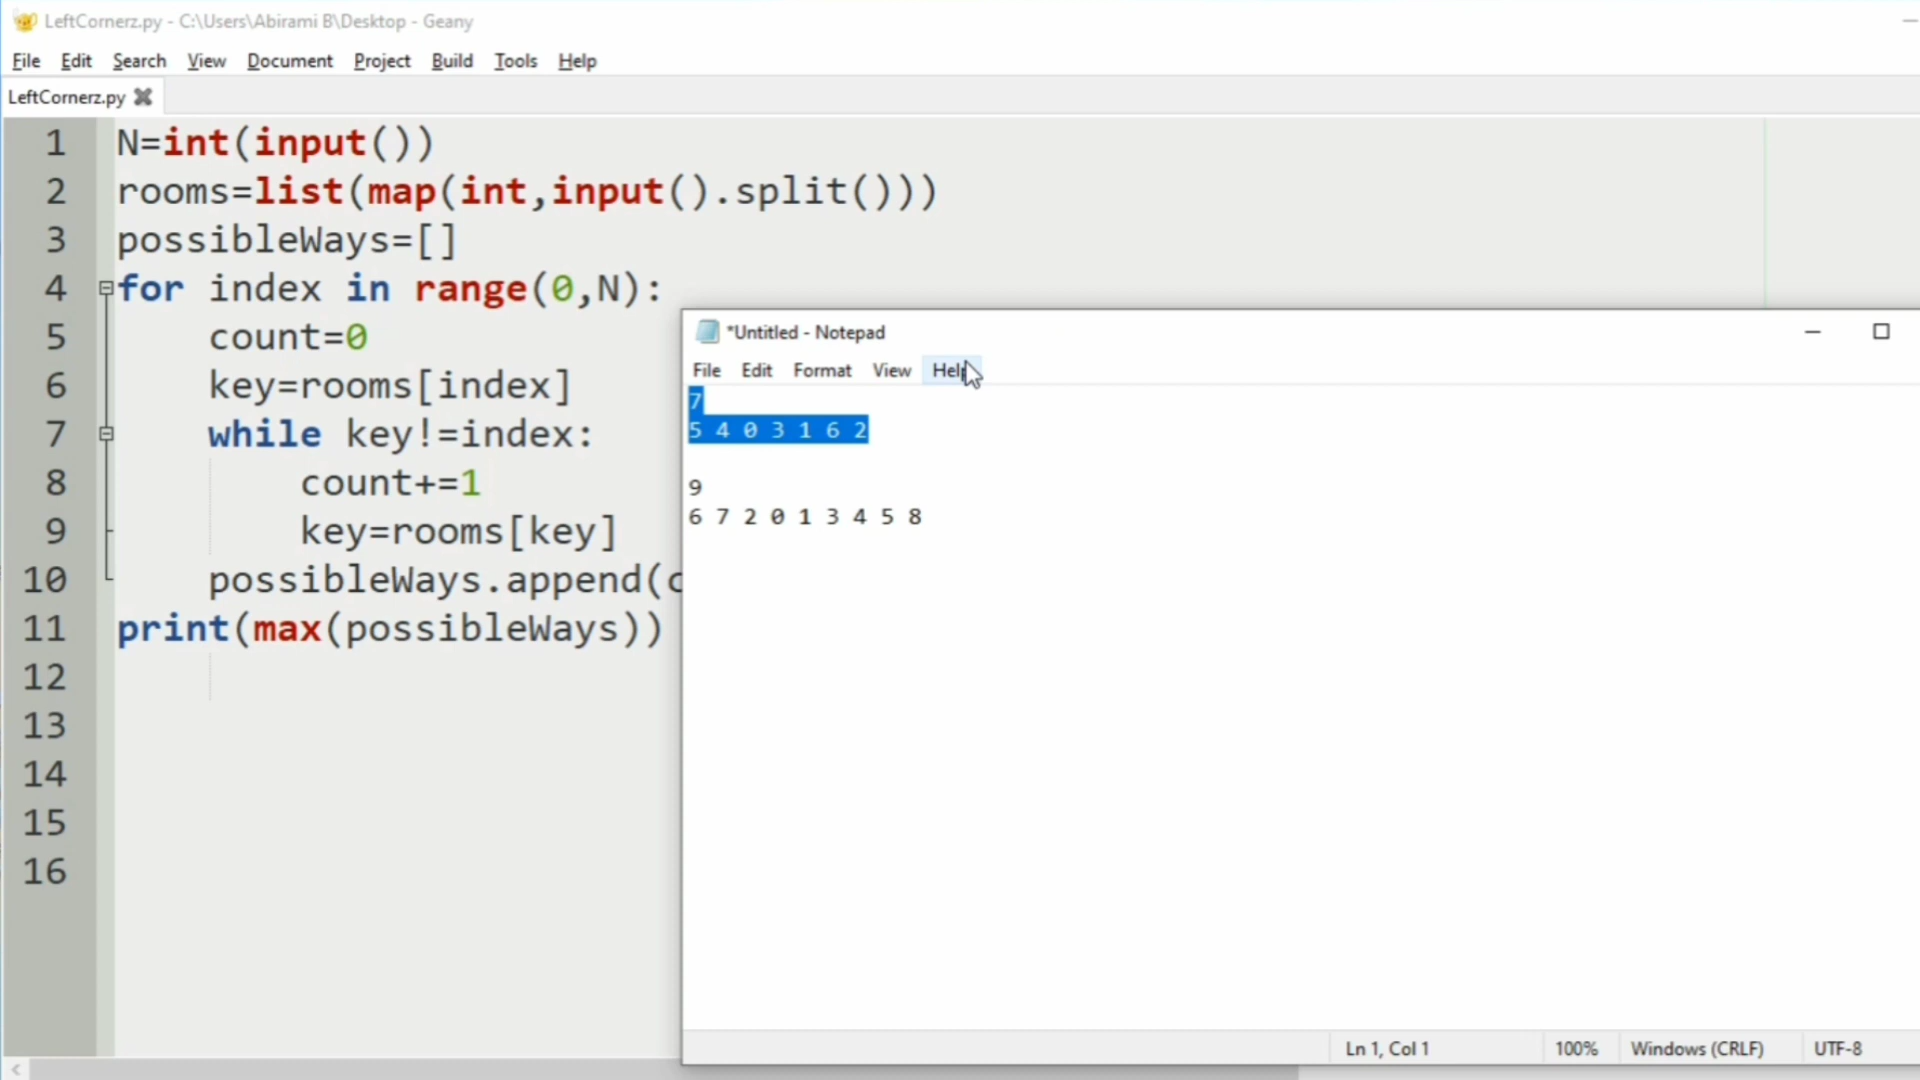 LeftCornerz.py - C:\Users\Abirami B\Desktop - Geany
File Edit Search View Document Project Build Tools Help
LeftCornerz.py
1 N=int(input())
2 rooms=list(map(int,input().split()))
3 possibleWays=[]
4 for index in range(0,N):
5 count=0
6 key=rooms[index]
7 while key!=index:
8 count+=1
9 key=rooms[key]
10 possibleWays.append(c
11 print(max(possibleWays))
12
13
14
15
16
*Untitled - Notepad
File Edit Format View Help
7
5 4 0 3 1 6 2
9
6 7 2 0 1 3 4 5 8
Ln 1, Col 1 100% Windows (CRLF) UTF-8